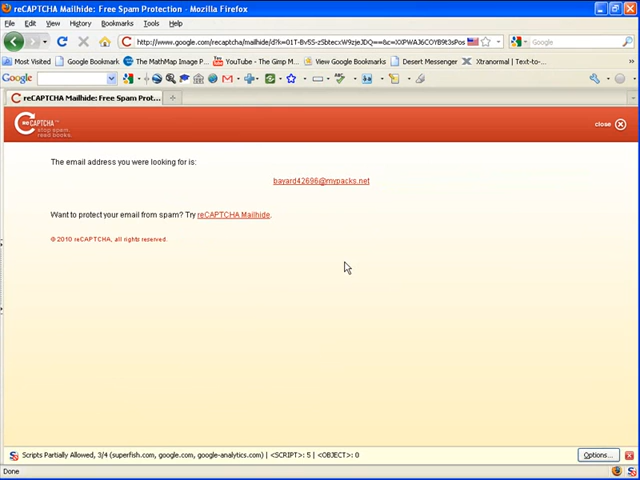 reCAPTCHA Mailhide: Free Spam Protection - Mozilla Firefox
File Edit View History Bookmarks Tools Help
Most Visited Google Bookmark The MathMap Image P... YouTube - The Gimp M... View Google Bookmarks Desert Messenger Xtranormal | Text-to...
Google
Google
reCAPTCHA Mailhide: Free Spam Prot...
reCAPTCHA™
stop spam.
read books.
close
The email address you were looking for is:
bayard42696@mypacks.net
Want to protect your email from spam? Try reCAPTCHA Mailhide.
© 2010 reCAPTCHA, all rights reserved.
Scripts Partially Allowed, 3/4 (superfish.com, google.com, google-analytics.com) | <SCRIPT>: 5 | <OBJECT>: 0
Options...
Done